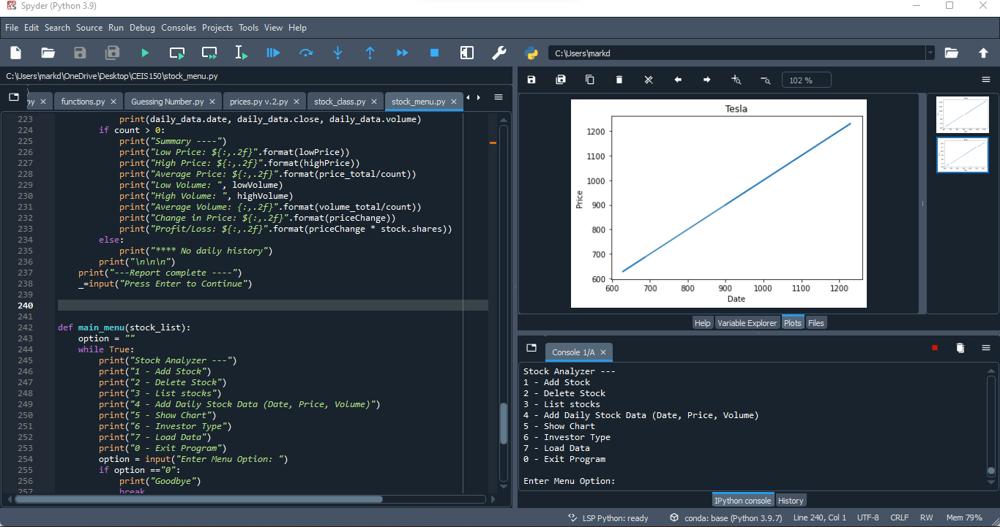 Spyder (Python 3.9)
File Edit Search Source Run Debug Consoles Projects Tools View Help
C:\Users\markd
C:\Users\markd\OneDrive\Desktop\CEIS150\stock_menu.py
py functions.py Guessing Number.py prices.py v.2.py stock_class.py stock_menu.py
223 print(daily_data.date, daily_data.close, daily_data.volume)
224 if count > 0:
225 print("Summary ----")
226 print("Low Price: ${:,.2f}".format(lowPrice))
227 print("High Price: ${:,.2f}".format(highPrice))
228 print("Average Price: ${:,.2f}".format(price_total/count))
229 print("Low Volume: ", lowVolume)
230 print("High Volume: ", highVolume)
231 print("Average Volume: {:,.2f}".format(volume_total/count))
232 print("Change in Price: ${:,.2f}".format(priceChange))
233 print("Profit/Loss: ${:,.2f}".format(priceChange * stock.shares))
234 else:
235 print("**** No daily history")
236 print("\n\n\n")
237 print("---Report complete ----")
238 _=input("Press Enter to Continue")
239
240
241
242 def main_menu(stock_list):
243 option = ""
244 while True:
245 print("Stock Analyzer ---")
246 print("1 - Add Stock")
247 print("2 - Delete Stock")
248 print("3 - List stocks")
249 print("4 - Add Daily Stock Data (Date, Price, Volume)")
250 print("5 - Show Chart")
251 print("6 - Investor Type")
252 print("7 - Load Data")
253 print("0 - Exit Program")
254 option = input("Enter Menu Option: ")
255 if option =="0":
256 print("Goodbye")
257 break
102 %
Tesla
1200
1100
1000
900
800
700
600
Price
600 700 800 900 1000 1100 1200
Date
Help Variable Explorer Plots Files
Console 1/A
Stock Analyzer ---
1 - Add Stock
2 - Delete Stock
3 - List stocks
4 - Add Daily Stock Data (Date, Price, Volume)
5 - Show Chart
6 - Investor Type
7 - Load Data
0 - Exit Program
Enter Menu Option:
IPython console History
LSP Python: ready conda: base (Python 3.9.7) Line 240, Col 1 UTF-8 CRLF RW Mem 79%